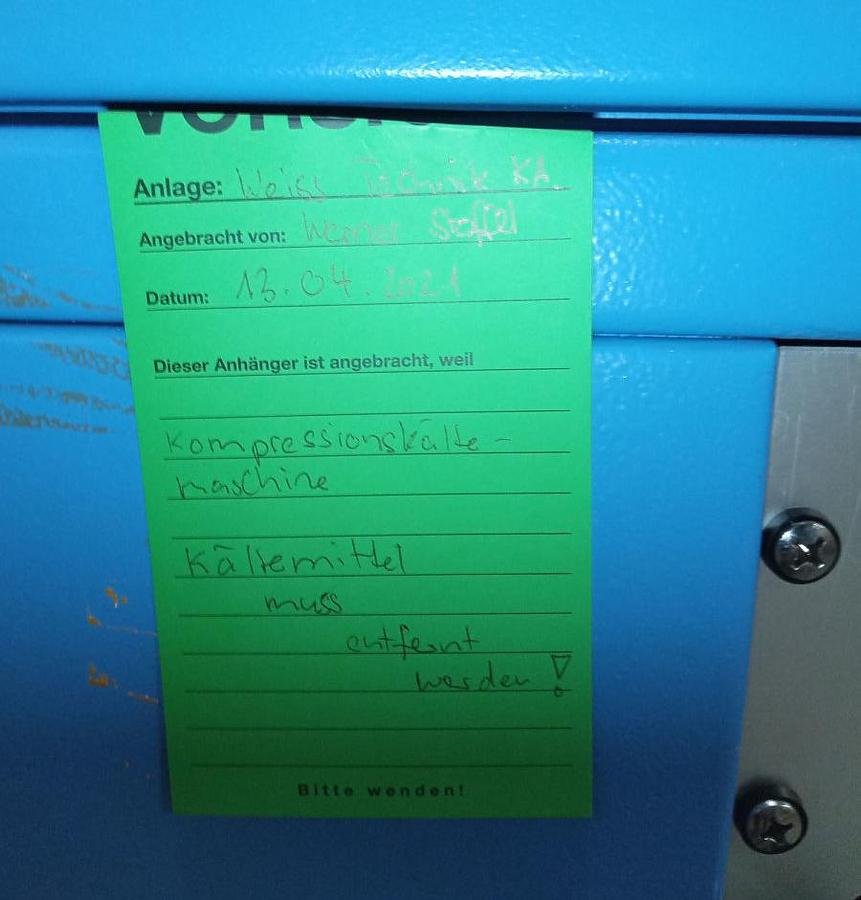 Anlage: Weiss Technik KA.
Angebracht von: Werner
Datum: 13.04.2021
Dieser Anhänger ist angebracht, weil
Kompressionskälte-
maschine
Kältemittel
muss
entfernt
werden!
Bitte wenden!